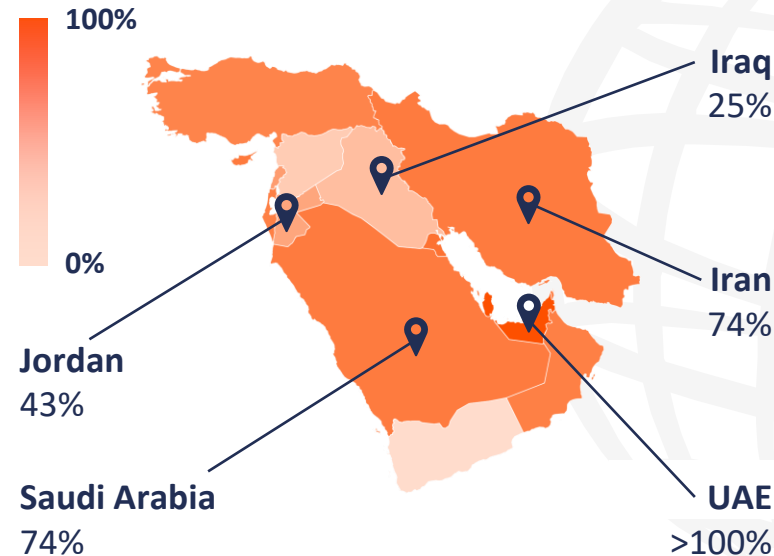 100%
0%
Iraq
25%
Iran
74%
Jordan
43%
Saudi Arabia
74%
UAE
>100%